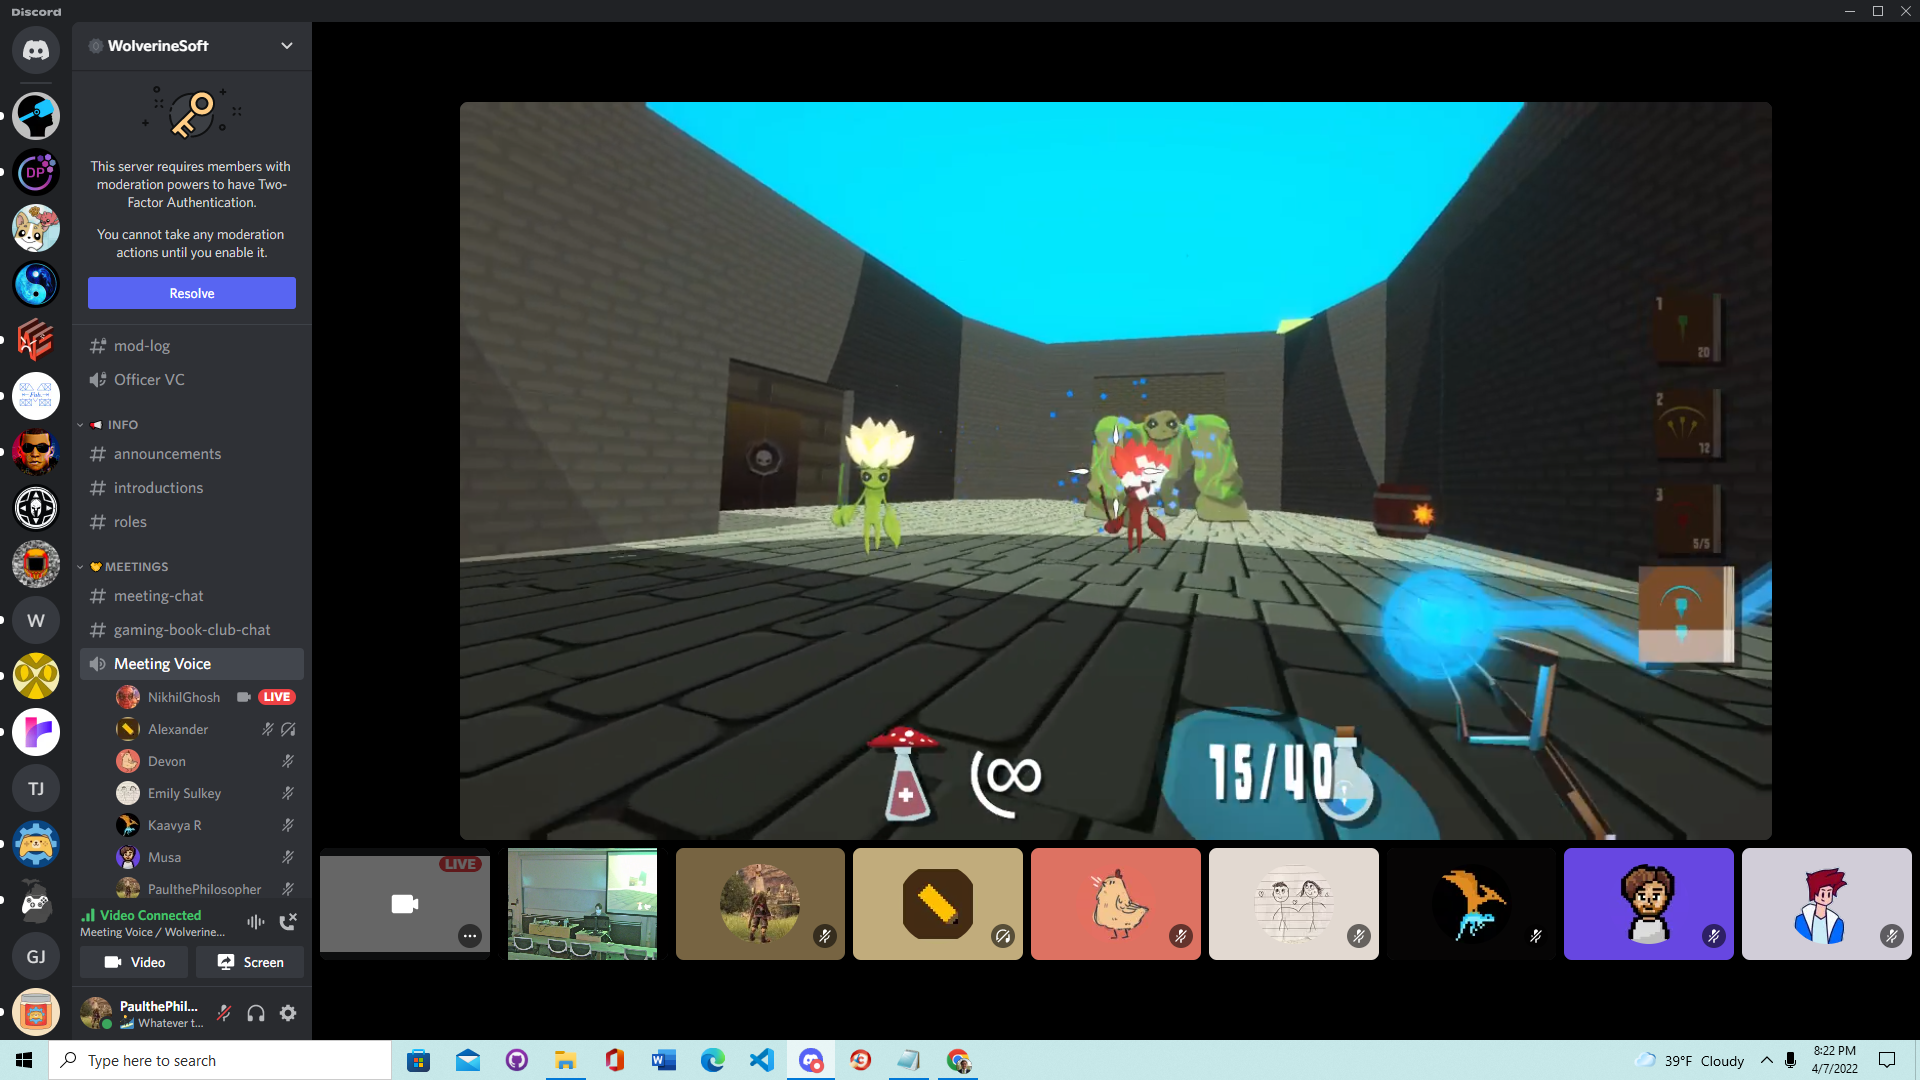 Discord
WolverineSoft
This server requires members with
moderation powers to have Two-
Factor Authentication.
You cannot take any moderation
actions until you enable it.
Resolve
mod-log
Officer VC
INFO
announcements
introductions
roles
MEETINGS
meeting-chat
gaming-book-club-chat
Meeting Voice
NikhilGhosh LIVE
Alexander
Devon
Emily Sulkey
Kaavya R
Musa
PaulthePhilosopher
Video Connected
Meeting Voice / Wolverine...
Video Screen
PaulthePhil...
Whatever t...
DP
W
TJ
GJ
1
20
2
12
3
5/5
15/40
LIVE
Type here to search
39°F Cloudy
8:22 PM
4/7/2022